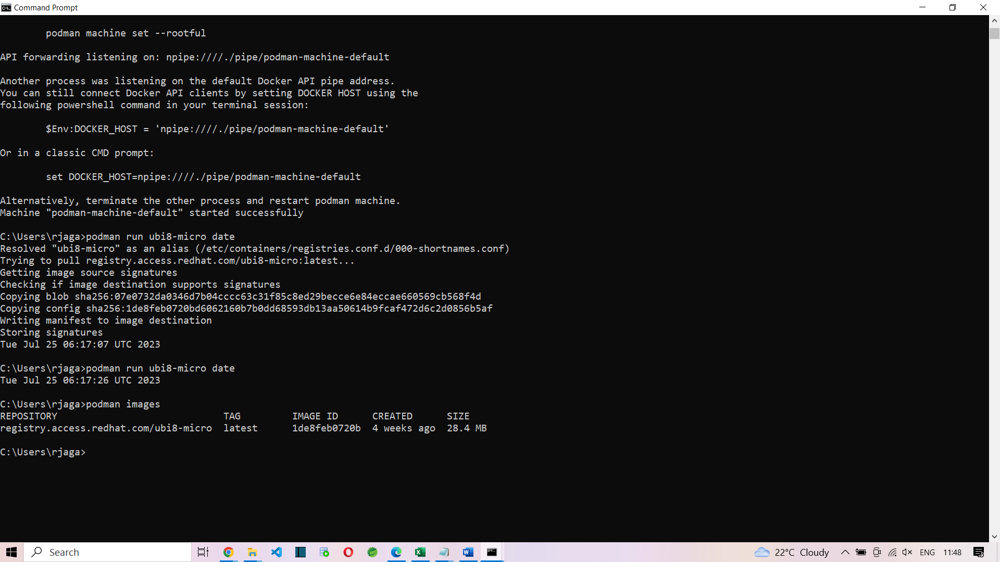 Command Prompt
podman machine set --rootful
API forwarding listening on: npipe:////./pipe/podman-machine-default
Another process was listening on the default Docker API pipe address.
You can still connect Docker API clients by setting DOCKER HOST using the
following powershell command in your terminal session:
$Env:DOCKER_HOST = 'npipe:////./pipe/podman-machine-default'
Or in a classic CMD prompt:
set DOCKER_HOST=npipe:////./pipe/podman-machine-default
Alternatively, terminate the other process and restart podman machine.
Machine "podman-machine-default" started successfully
C:\Users\rjaga>podman run ubi8-micro date
Resolved "ubi8-micro" as an alias (/etc/containers/registries.conf.d/000-shortnames.conf)
Trying to pull registry.access.redhat.com/ubi8-micro:latest...
Getting image source signatures
Checking if image destination supports signatures
Copying blob sha256:07e0732da0346d7b04cccc63c31f85c8ed29becce6e84eccae660569cb568f4d
Copying config sha256:1de8feb0720bd6062160b7b0dd68593db13aa50614b9fcaf472d6c2d0856b5af
Writing manifest to image destination
Storing signatures
Tue Jul 25 06:17:07 UTC 2023
C:\Users\rjaga>podman run ubi8-micro date
Tue Jul 25 06:17:26 UTC 2023
C:\Users\rjaga>podman images
REPOSITORY TAG IMAGE ID CREATED SIZE
registry.access.redhat.com/ubi8-micro latest 1de8feb0720b 4 weeks ago 28.4 MB
C:\Users\rjaga>
Search 22°C Cloudy ENG 11:48